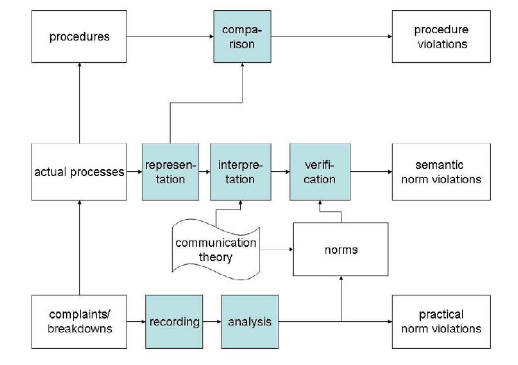 procedures
compa-
rison
procedure
violations
actual processes
represen-
tation
interpre-
tation
verifi-
cation
semantic
norm violations
communication
theory
norms
complaints/
breakdowns
recording
analysis
practical
norm violations